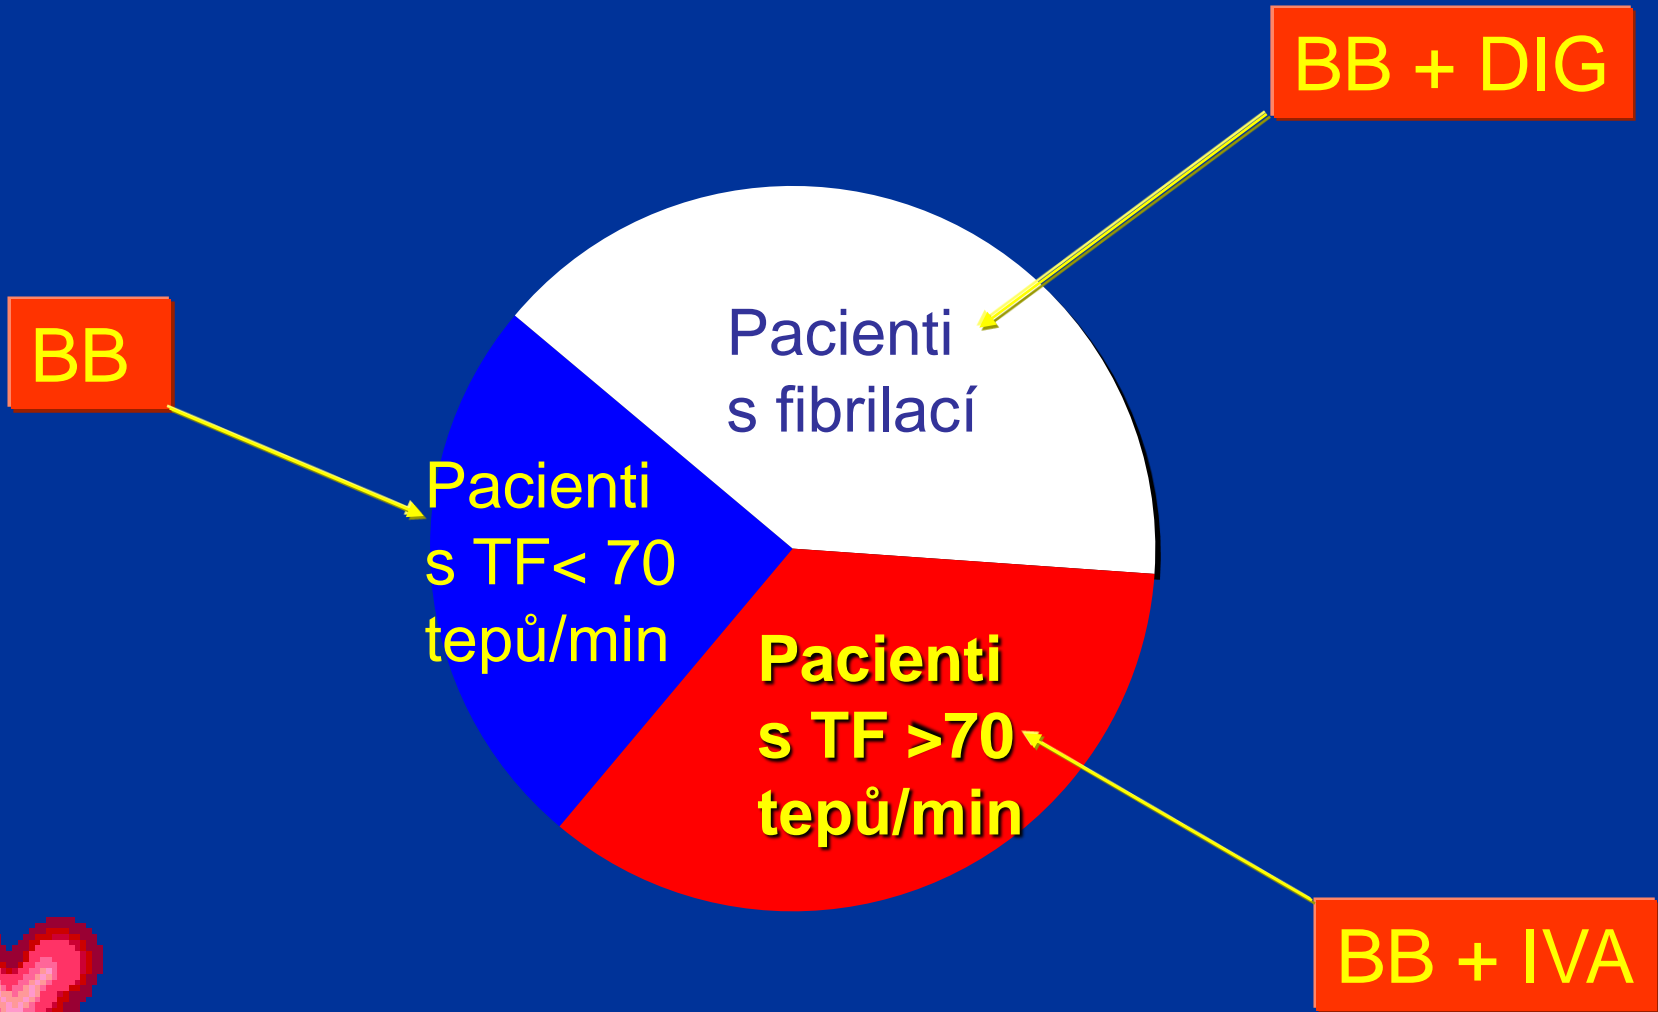 BB + DIG
Pacienti
s fibrilací
BB
Pacienti
s TF< 70
tepů/min
Pacienti
s TF >70
tepů/min
BB + IVA